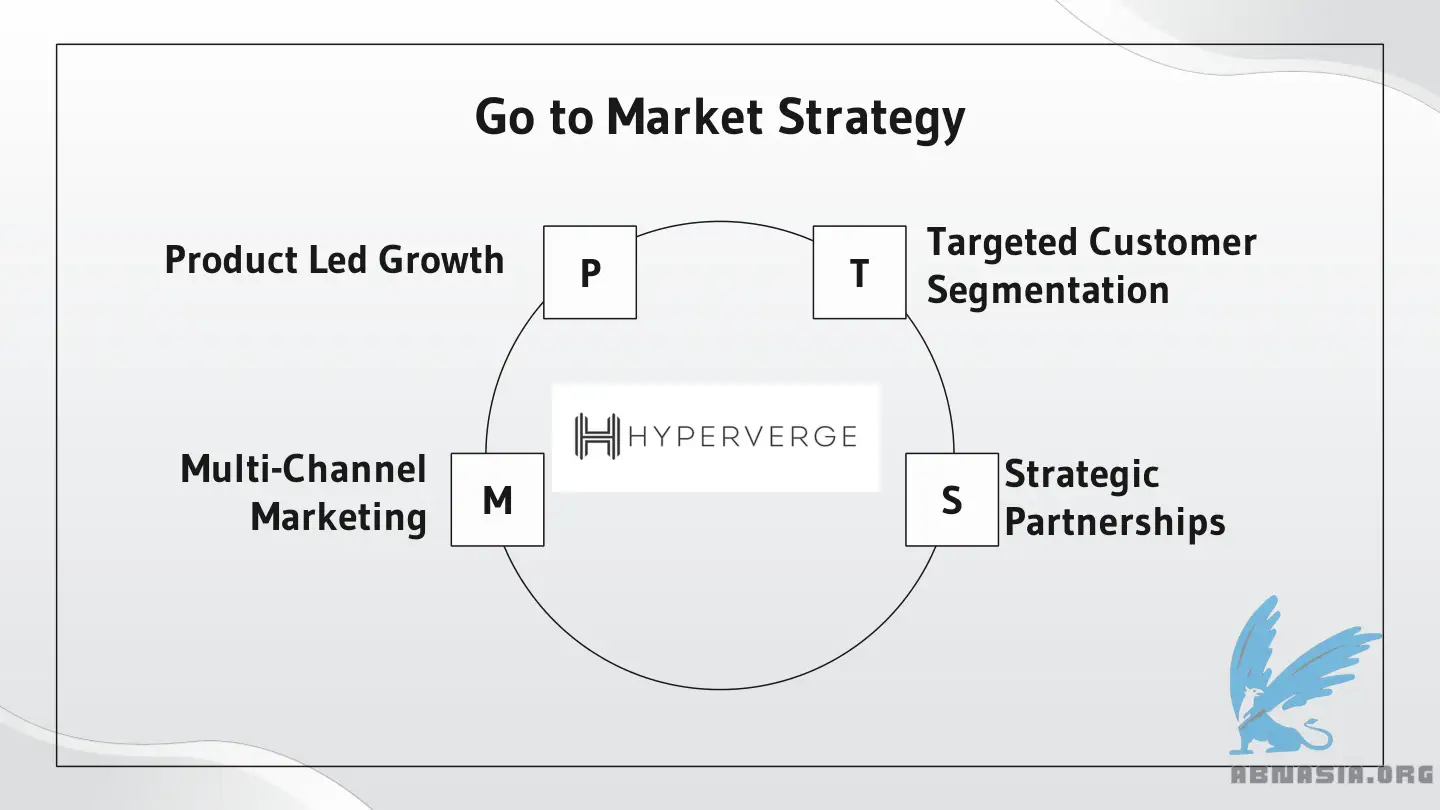 Go to Market Strategy
Product Led Growth
P
T
Targeted Customer
Segmentation
HYPERVERGE
Multi-Channel
Marketing
M
S
Strategic
Partnerships
ABNASIA.ORG